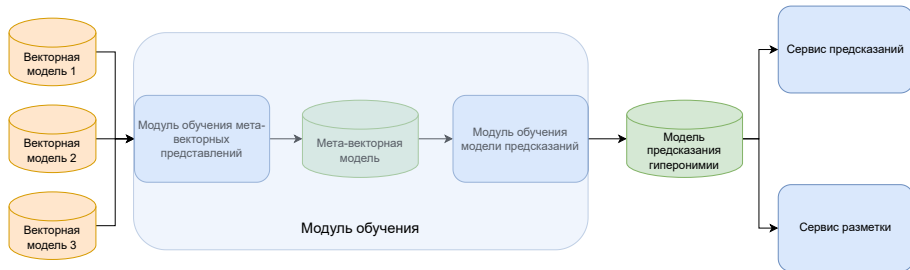 Векторная
модель 1
Векторная
модель 2
Векторная
модель 3
Модуль обучения мета-
векторных
представлений
Мета-векторная
модель
Модуль обучения
модели предсказаний
Модуль обучения
Модель
предсказания
гиперонимии
Сервис предсказаний
Сервис разметки